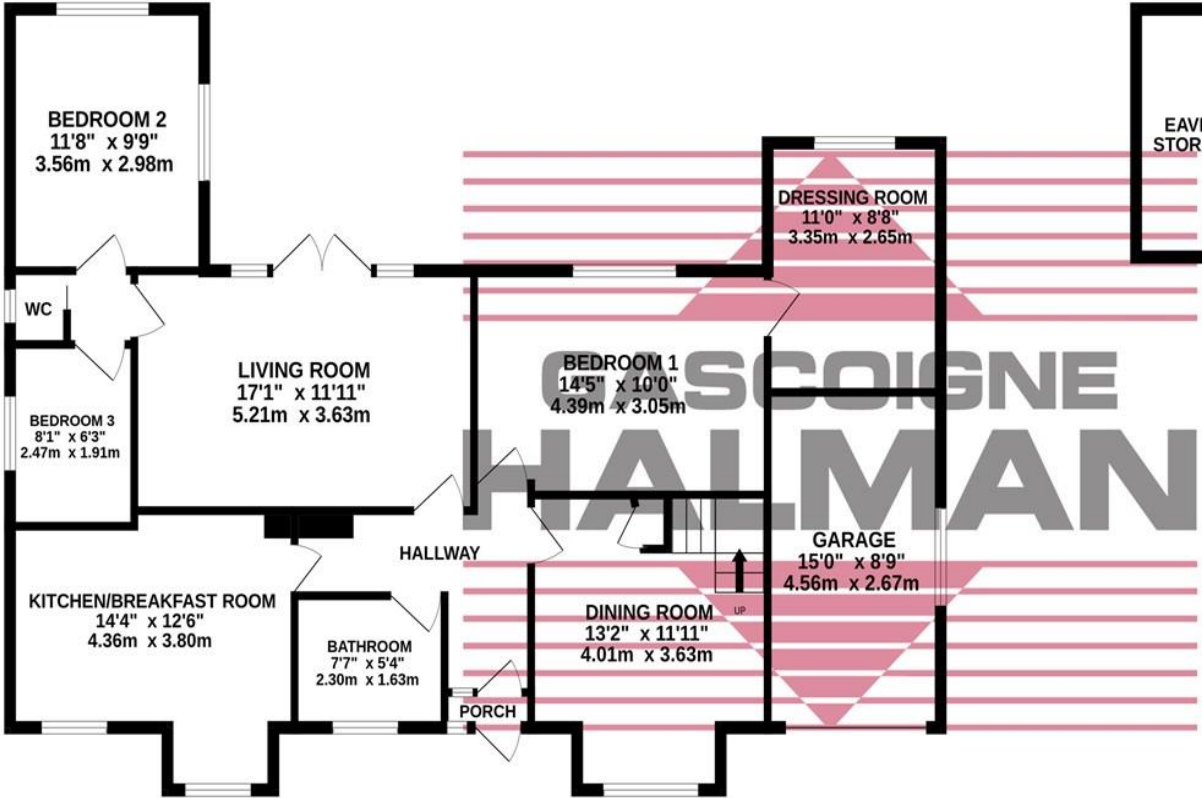 BEDROOM 2
11'8" x 9'9"
3.56m x 2.98m
DRESSING ROOM
11'0" x 8'8"
3.35m x 2.65m
WC
LIVING ROOM
17'1" x 11'11"
5.21m x 3.63m
BEDROOM 1
14'5" x 10'0"
4.39m x 3.05m
GASCOIGNE
HALMAN
BEDROOM 3
8'1" x 6'3"
2.47m x 1.91m
HALLWAY
GARAGE
15'0" x 8'9"
4.56m x 2.67m
KITCHEN/BREAKFAST ROOM
14'4" x 12'6"
4.36m x 3.80m
BATHROOM
7'7" x 5'4"
2.30m x 1.63m
DINING ROOM
13'2" x 11'11"
4.01m x 3.63m
UP
PORCH